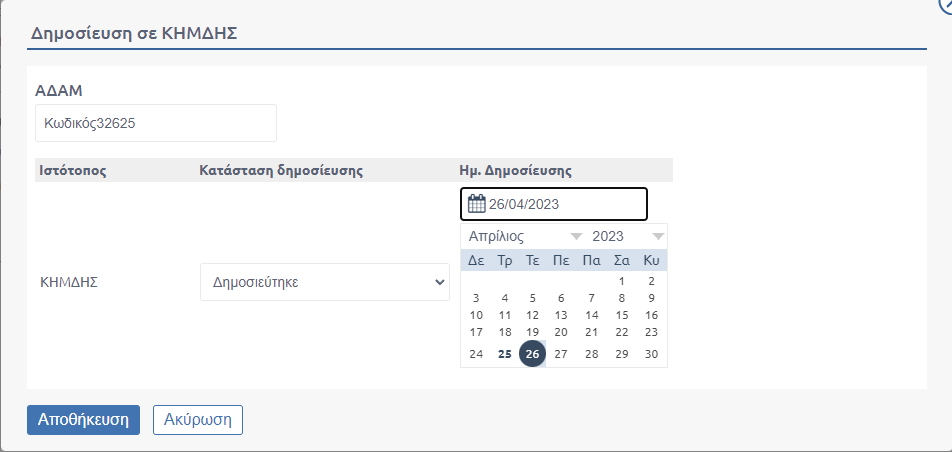 Δημοσίευση σε ΚΗΜΔΗΣ
ΑΔΑΜ
Κωδικός32625
Ιστότοπος Κατάσταση δημοσίευσης Ημ. Δημοσίευσης
26/04/2023
Απρίλιος 2023
Δε Τρ Τε Πε Πα Σα Κυ
1 2
ΚΗΜΔΗΣ Δημοσιεύτηκε
3 4 5 6 7 8 9
10 11 12 13 14 15 16
17 18 19 20 21 22 23
24 25 26 27 28 29 30
Αποθήκευση Ακύρωση